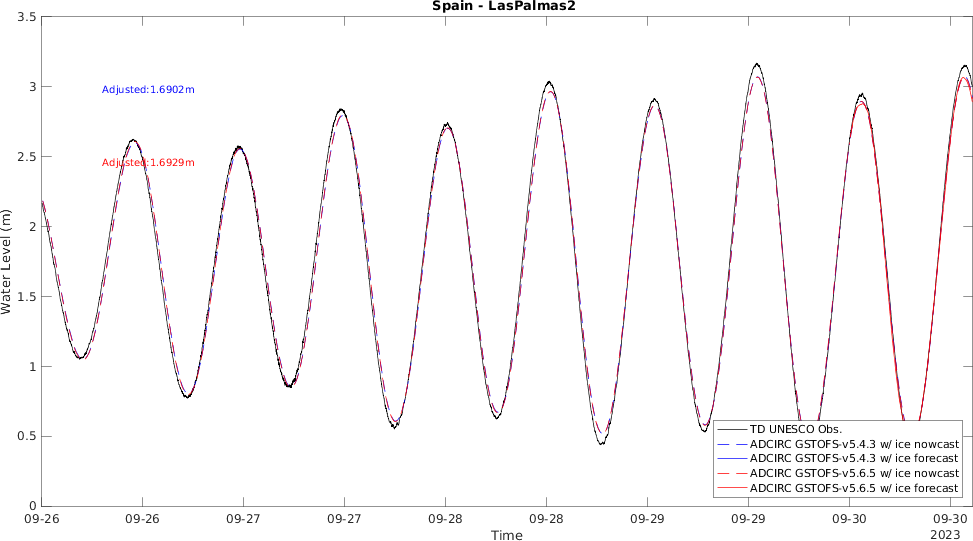 Spain - LasPalmas2
3.5
3
2.5
2
1.5
1
0.5
0
Water Level (m)
Adjusted:1.6902m
Adjusted:1.6929m
TD UNESCO Obs.
ADCIRC GSTOFS-v5.4.3 w/ ice nowcast
ADCIRC GSTOFS-v5.4.3 w/ ice forecast
ADCIRC GSTOFS-v5.6.5 w/ ice nowcast
ADCIRC GSTOFS-v5.6.5 w/ ice forecast
09-26 09-26 09-27 09-27 09-28 09-28 09-29 09-29 09-30 09-30
Time
2023